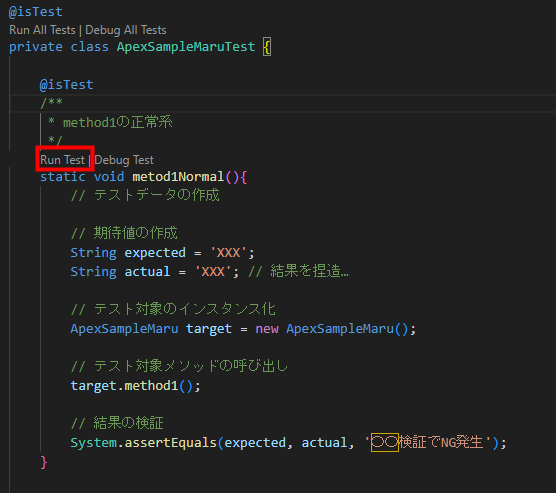 @isTest
Run All Tests | Debug All Tests
private class ApexSampleMaruTest {
@isTest
/**
* method1の正常系
*/
Run Test | Debug Test
static void metod1Normal(){
// テストデータの作成
// 期待値の作成
String expected = 'XXX';
String actual = 'XXX'; // 結果を捏造…
// テスト対象のインスタンス化
ApexSampleMaru target = new ApexSampleMaru();
// テスト対象メソッドの呼び出し
target.method1();
// 結果の検証
System.assertEquals(expected, actual, '〇〇検証でNG発生');
}